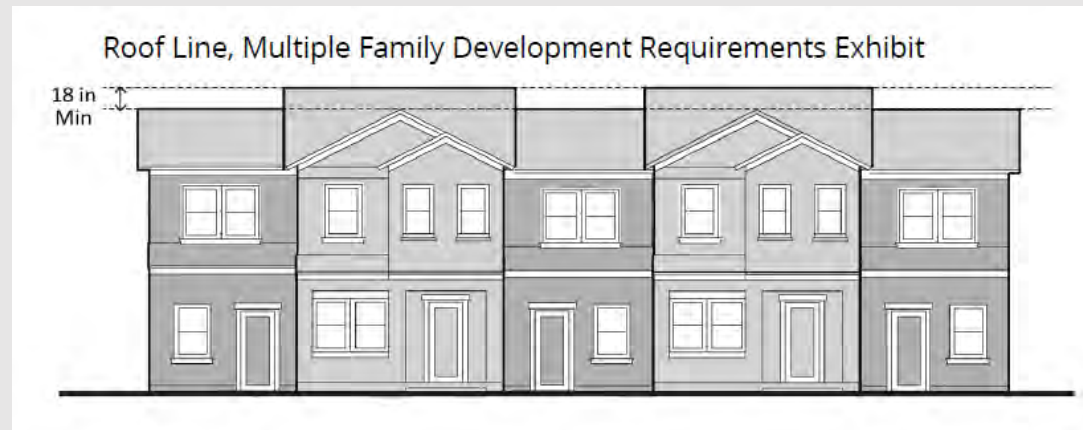 Roof Line, Multiple Family Development Requirements Exhibit
18 in
Min